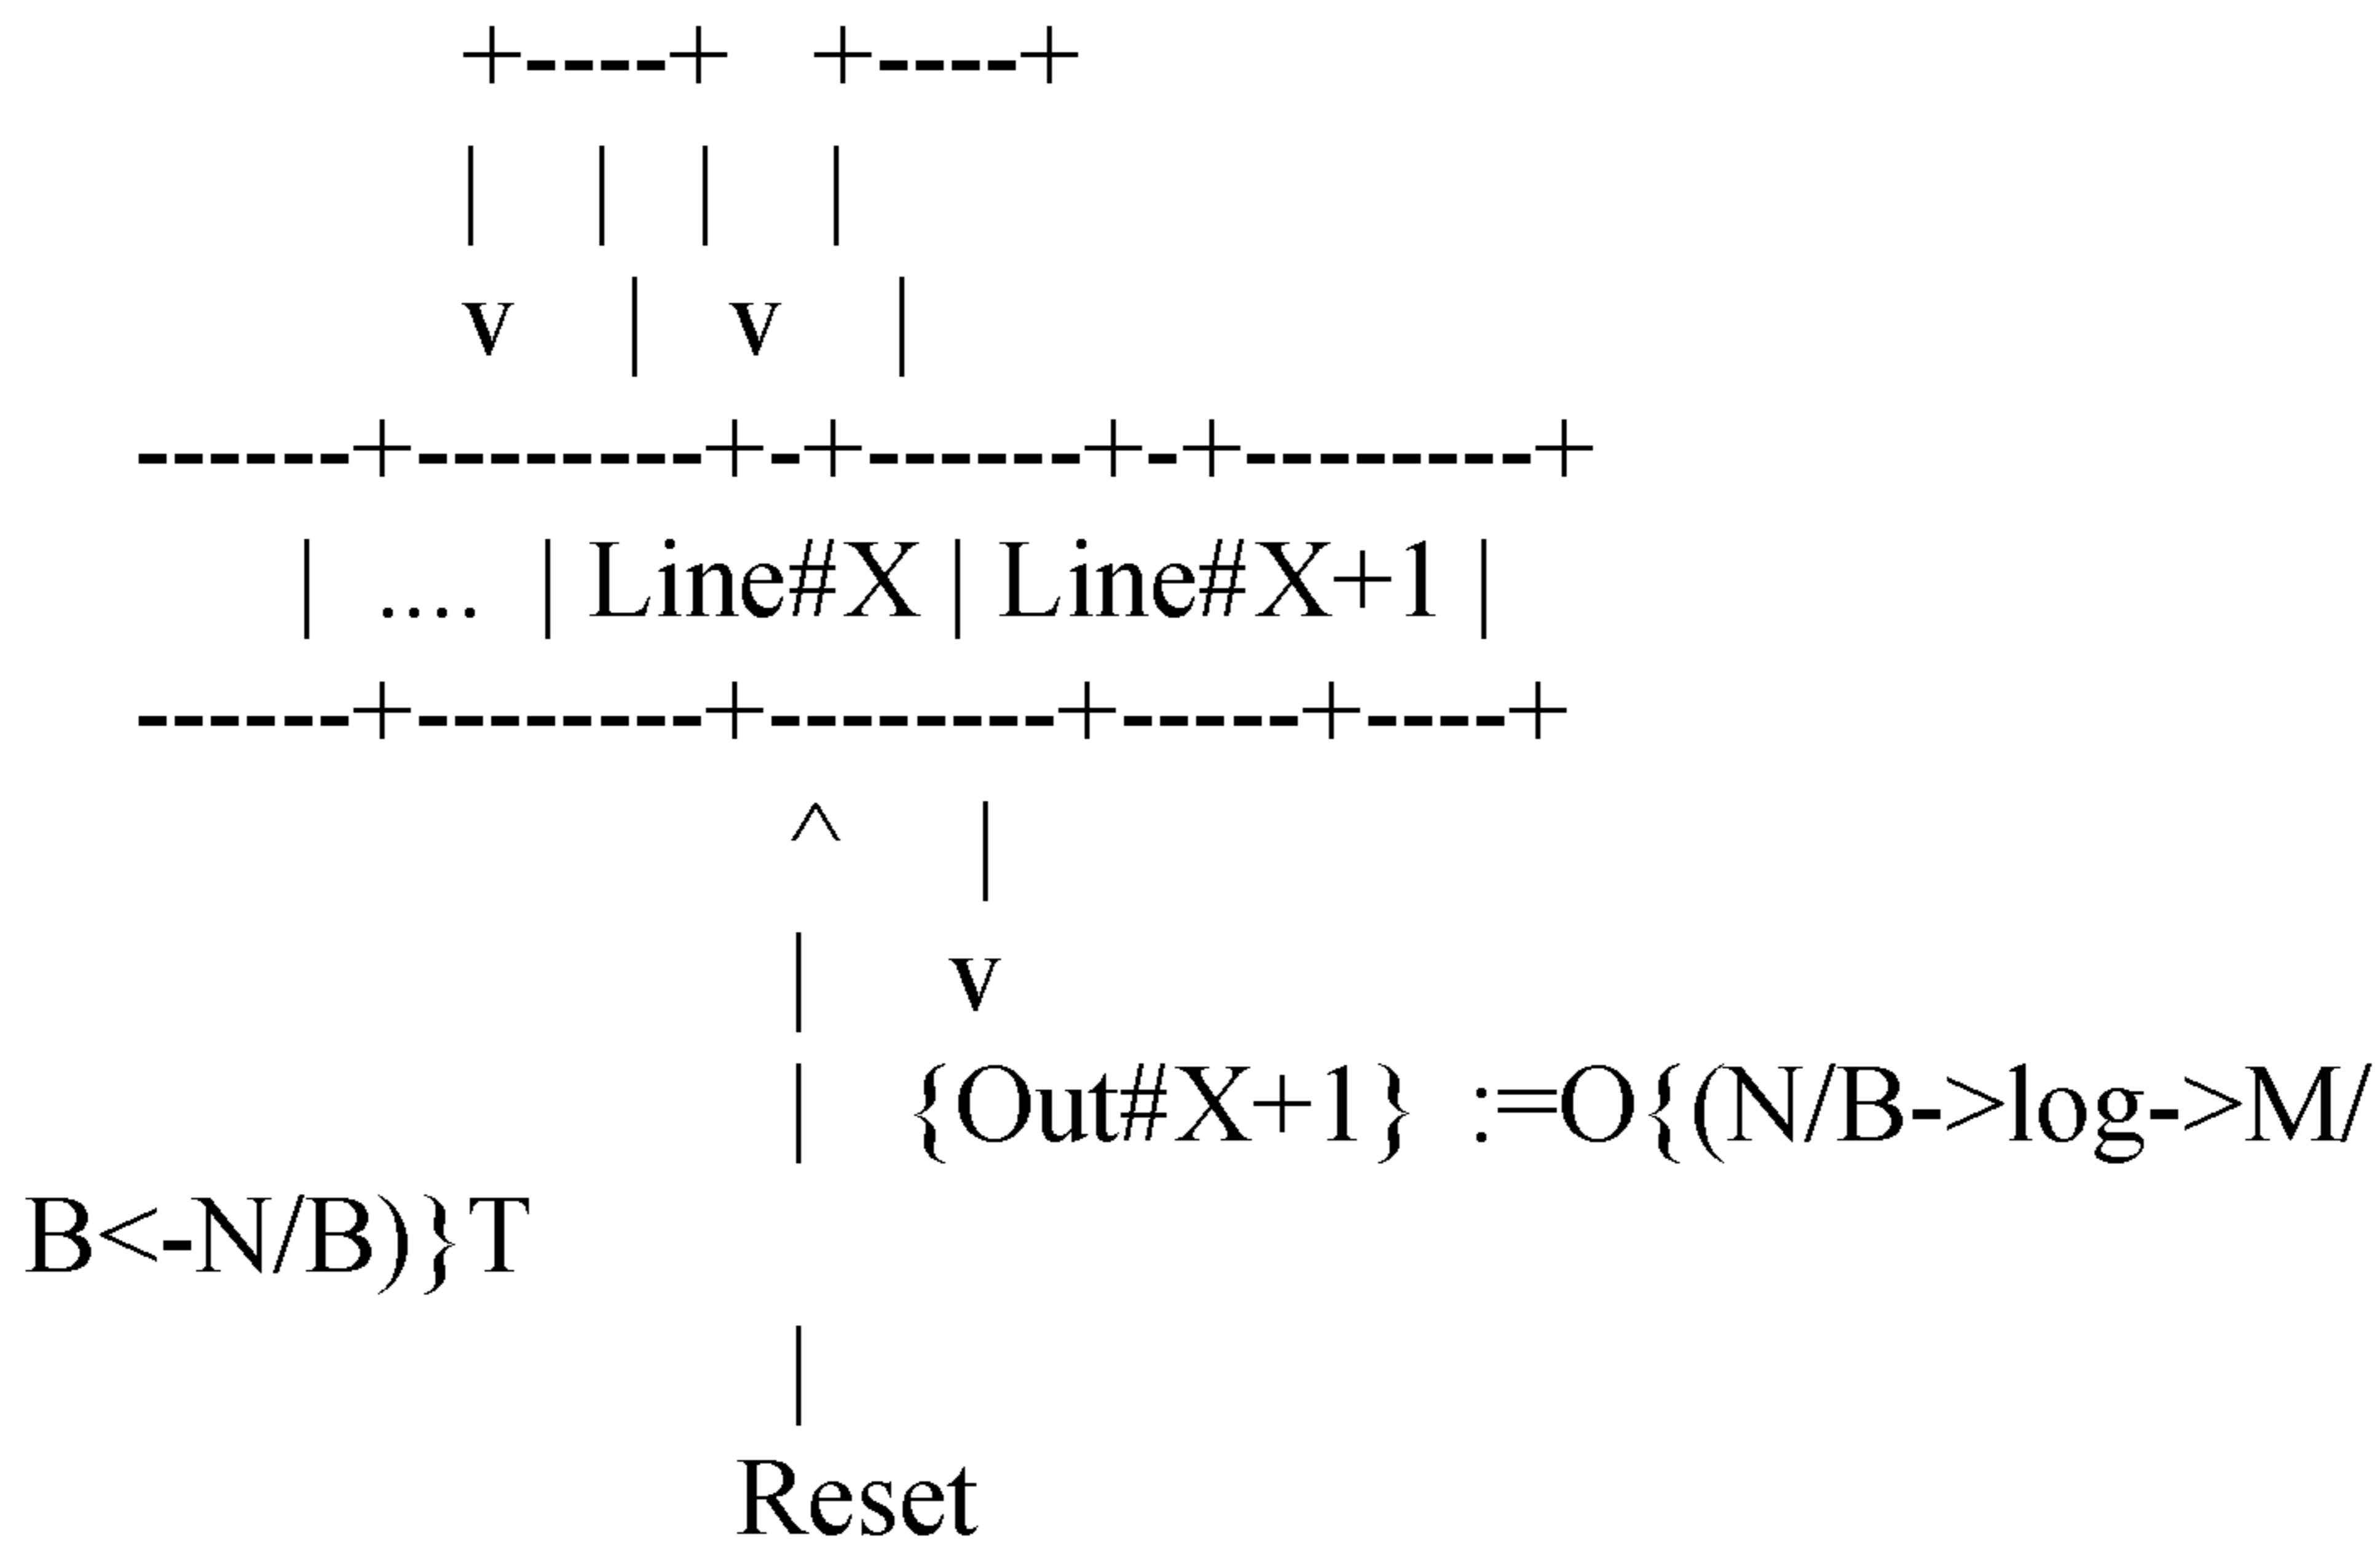 +----+ +----+
| | | |
v | v |
------+--------+-+------+-+--------+
| .... | Line#X | Line#X+1 |
------+--------+--------+-----+----+
^ |
| v
| {Out#X+1} :=O{(N/B->log->M/
B<-N/B)}T
|
Reset